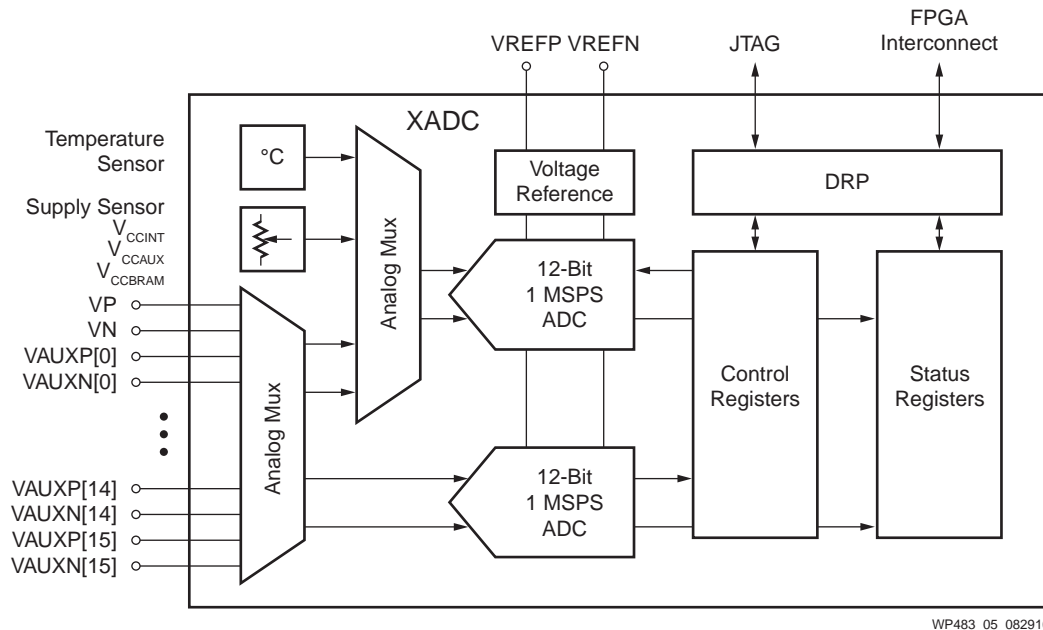 VREFP VREFN
JTAG
FPGA
Interconnect
XADC
Temperature
Sensor
°C
Supply Sensor
VCCINT
VCCAUX
VCCBRAM
VP
VN
VAUXP[0]
VAUXN[0]
VAUXP[14]
VAUXN[14]
VAUXP[15]
VAUXN[15]
Analog Mux
Analog Mux
Voltage
Reference
12-Bit
1 MSPS
ADC
12-Bit
1 MSPS
ADC
DRP
Control
Registers
Status
Registers